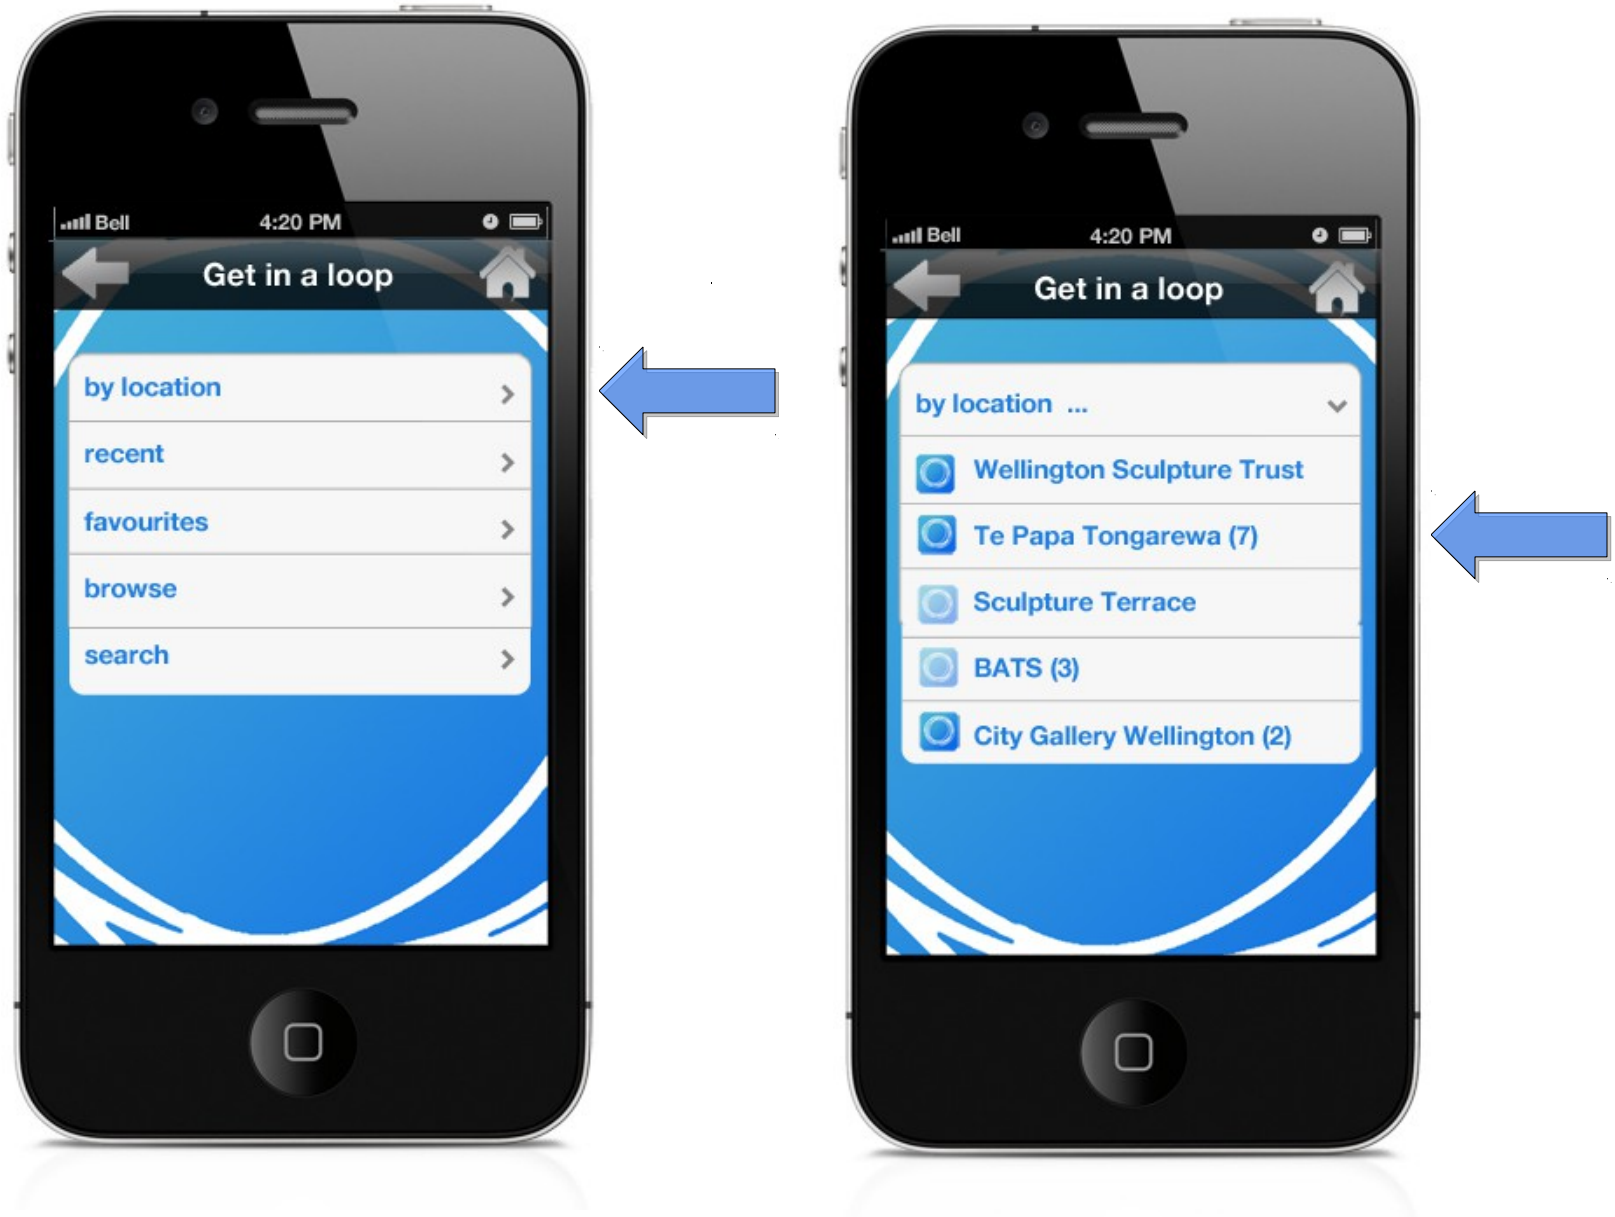 Bell 4:20 PM
Get in a loop
by location
recent
favourites
browse
search
Bell 4:20 PM
Get in a loop
by location ...
Wellington Sculpture Trust
Te Papa Tongarewa (7)
Sculpture Terrace
BATS (3)
City Gallery Wellington (2)